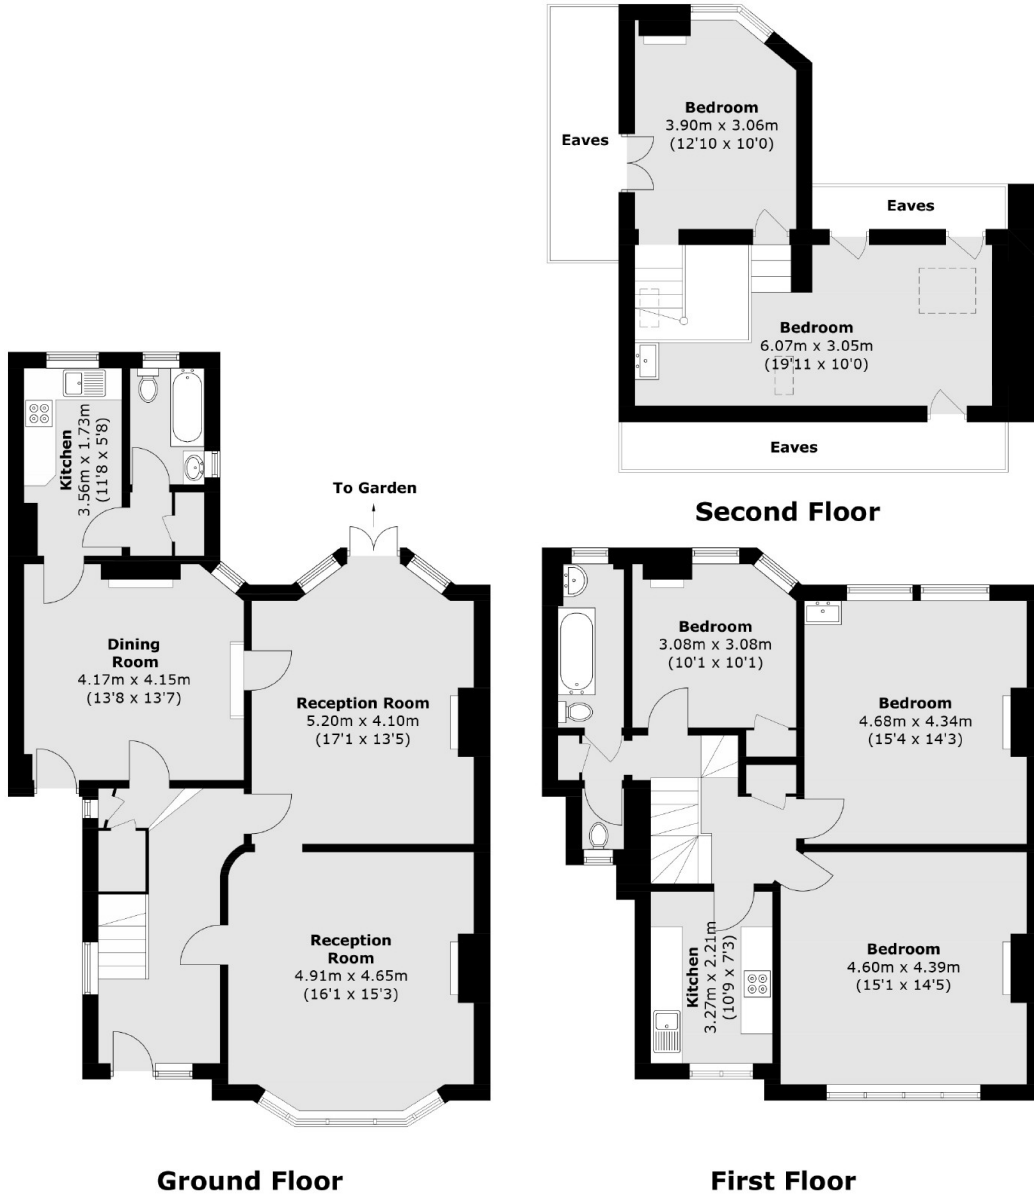 Bedroom
3.90m x 3.06m
(12'10 x 10'0)
Eaves
Eaves
Bedroom
6.07m x 3.05m
(19'11 x 10'0)
Eaves
Second Floor
Kitchen
3.56m x 1.73m
(11'8 x 5'8)
To Garden
Dining
Room
4.17m x 4.15m
(13'8 x 13'7)
Reception Room
5.20m x 4.10m
(17'1 x 13'5)
Reception
Room
4.91m x 4.65m
(16'1 x 15'3)
Ground Floor
Bedroom
3.08m x 3.08m
(10'1 x 10'1)
Bedroom
4.68m x 4.34m
(15'4 x 14'3)
Kitchen
3.27m x 2.21m
(10'9 x 7'3)
Bedroom
4.60m x 4.39m
(15'1 x 14'5)
First Floor